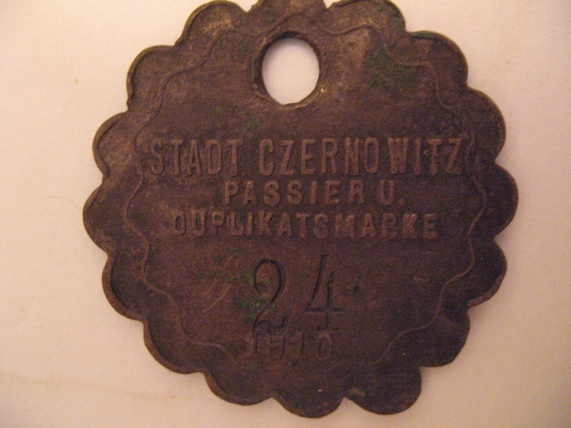 STADT CZERNOWITZ
PASSIER U.
DUPLIKATSMARKE
24
1910